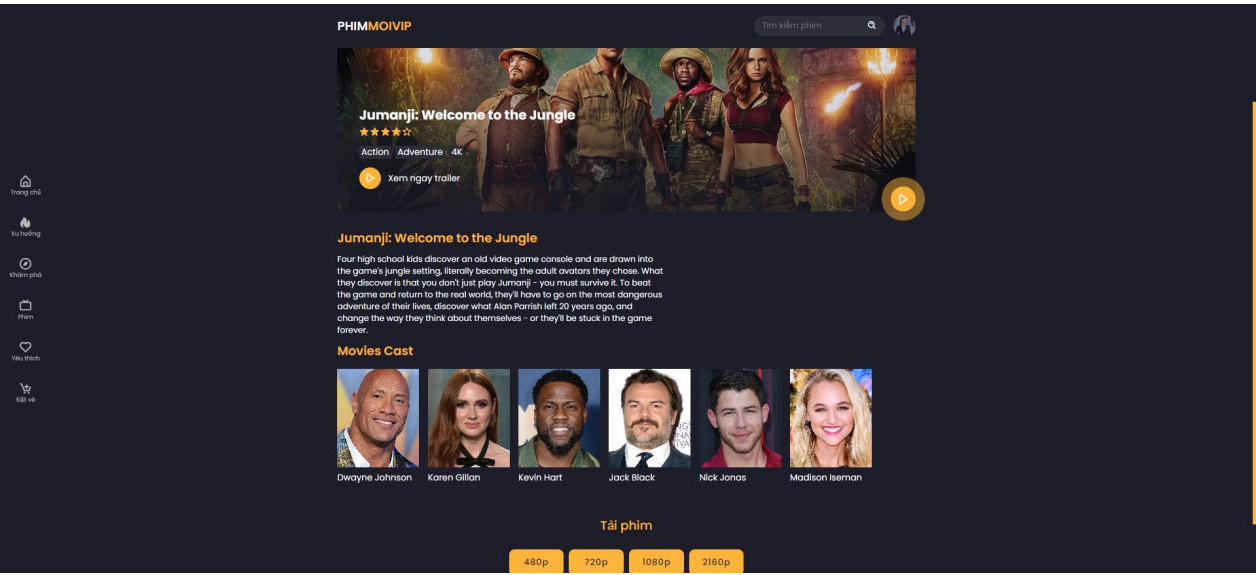 PHIMMOIVIP
Tìm kiếm phim
Jumanji: Welcome to the Jungle
Action Adventure 4K
Xem ngay trailer
Trang chủ
Xu hướng
Khám phá
Phim
Yêu thích
Đặt vé
Jumanji: Welcome to the Jungle
Four high school kids discover an old video game console and are drawn into
the game's jungle setting, literally becoming the adult avatars they chose. What
they discover is that you don't just play Jumanji - you must survive it. To beat
the game and return to the real world, they'll have to go on the most dangerous
adventure of their lives, discover what Alan Parrish left 20 years ago, and
change the way they think about themselves - or they'll be stuck in the game
forever.
Movies Cast
Dwayne Johnson Karen Gillan Kevin Hart Jack Black Nick Jonas Madison Iseman
Tải phim
480p 720p 1080p 2160p